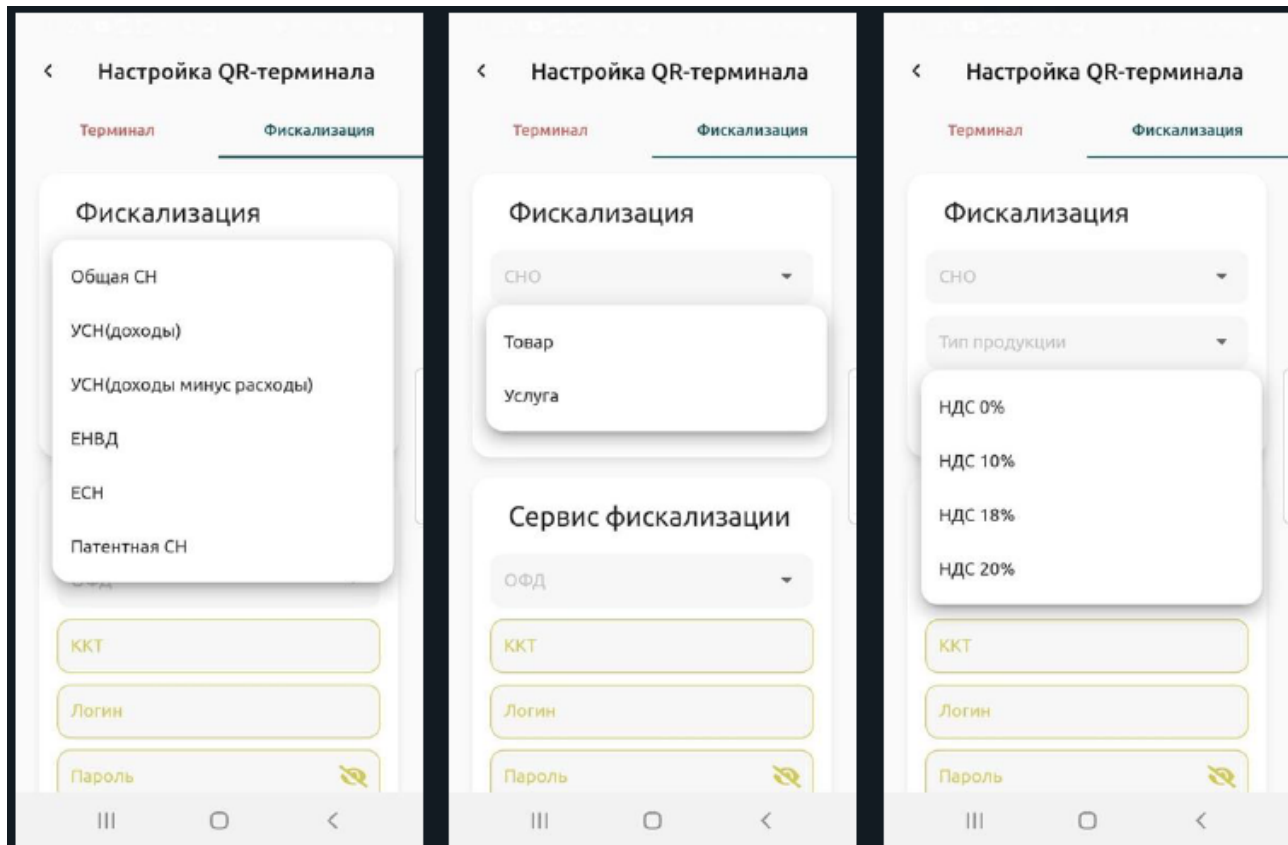 Настройка QR-терминала
Терминал
Фискализация
Фискализация
Общая СН
УСН(доходы)
УСН(доходы минус расходы)
ЕНВД
ЕСН
Патентная СН
ОФД
ККТ
Логин
Пароль
Настройка QR-терминала
Терминал
Фискализация
Фискализация
СНО
Товар
Услуга
Сервис фискализации
ОФД
ККТ
Логин
Пароль
Настройка QR-терминала
Терминал
Фискализация
Фискализация
СНО
Тип продукции
НДС 0%
НДС 10%
НДС 18%
НДС 20%
ККТ
Логин
Пароль